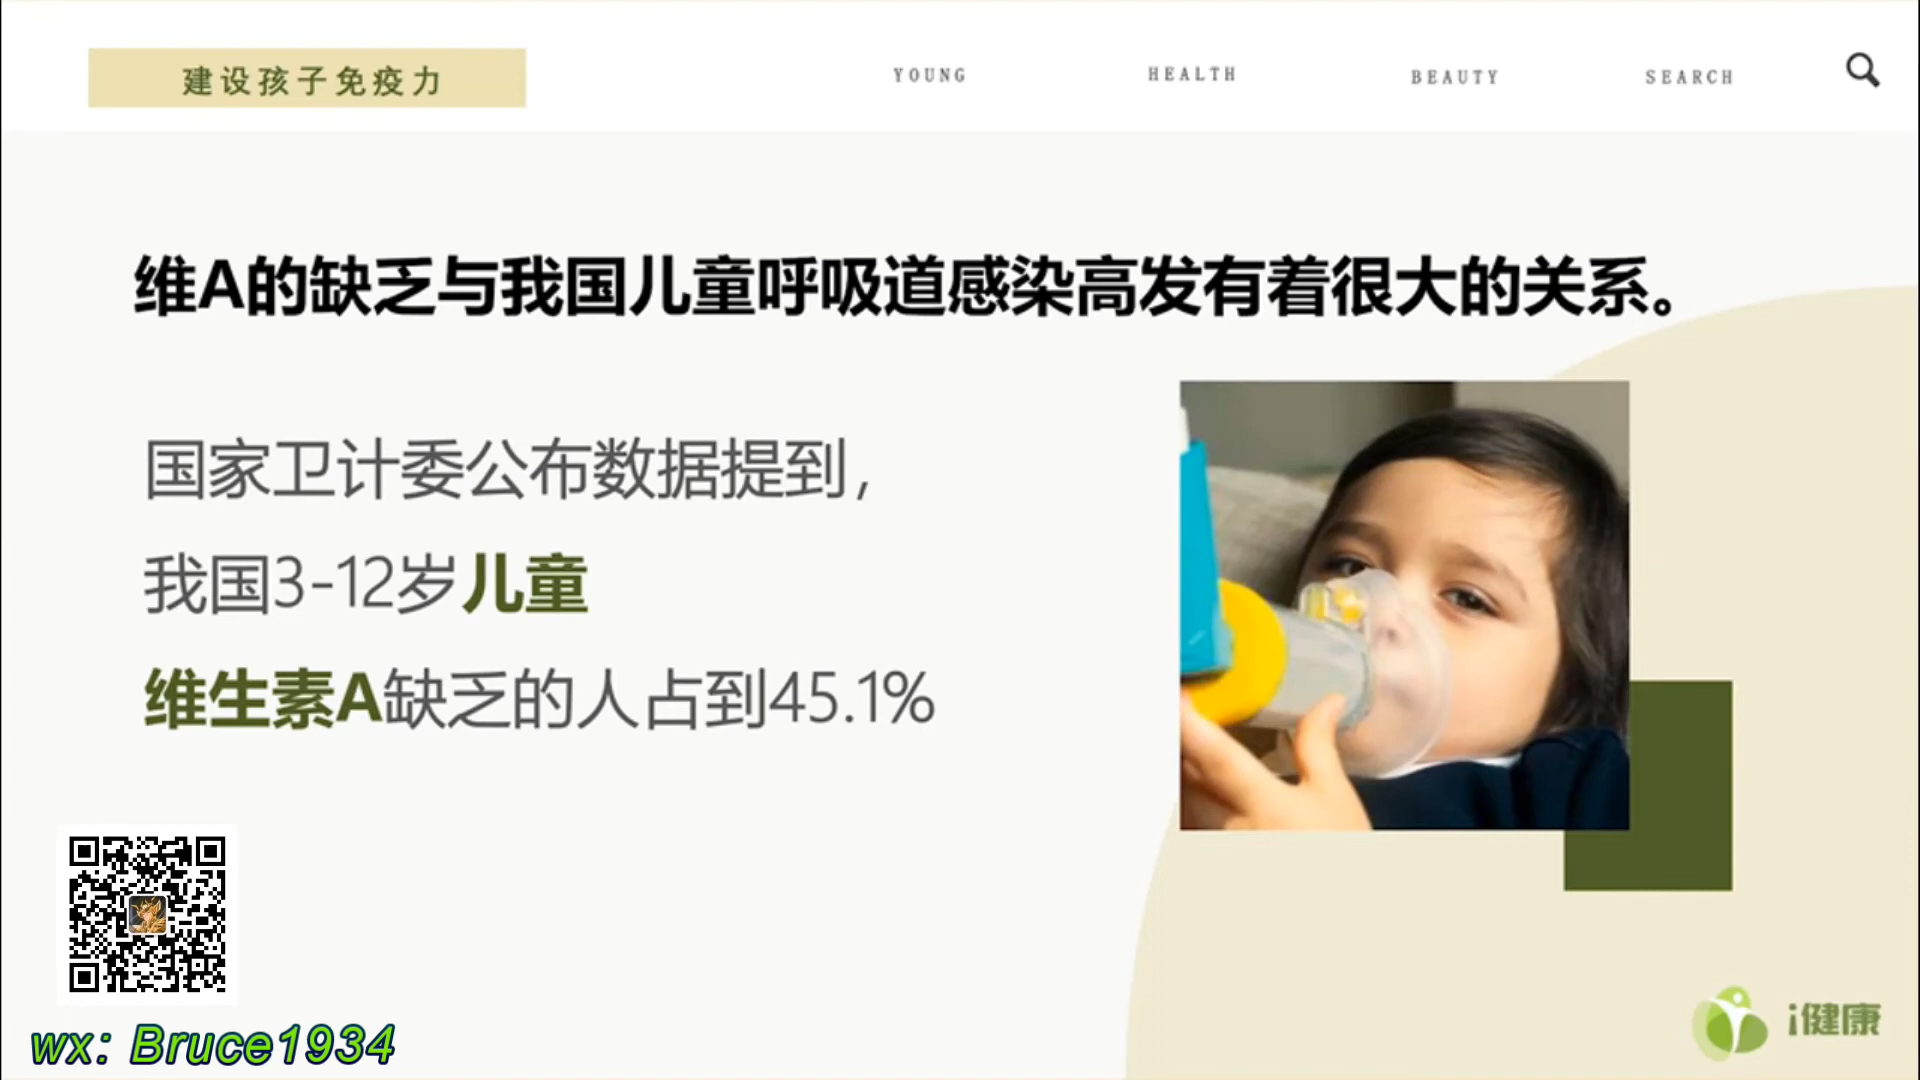 建设孩子免疫力
YOUNG
HEALTH
BEAUTY
SEARCH
维A的缺乏与我国儿童呼吸道感染高发有着很大的关系。
国家卫计委公布数据提到，
我国3-12岁儿童
维生素A缺乏的人占到45.1%
wx: Bruce1934
i健康